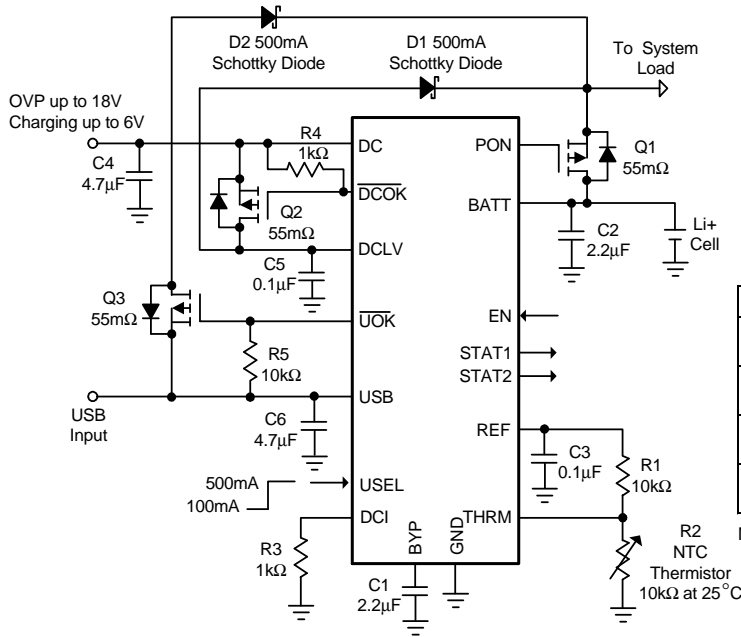 D2 500mA
Schottky Diode
D1 500mA
Schottky Diode
To System
Load
OVP up to 18V
Charging up to 6V
C4
4.7µF
R4
1kΩ
Q2
55mΩ
C5
0.1µF
Q3
55mΩ
R5
10kΩ
USB
Input
C6
4.7µF
500mA
100mA
R3
1kΩ
C1
2.2µF
DC
DCOK
DCLV
UOK
USB
USEL
DCI
BYP
GND
PON
BATT
EN
STAT1
STAT2
REF
THRM
Q1
55mΩ
C2
2.2µF
Li+
Cell
C3
0.1µF
R1
10kΩ
R2
NTC
Thermistor
10kΩ at 25°C